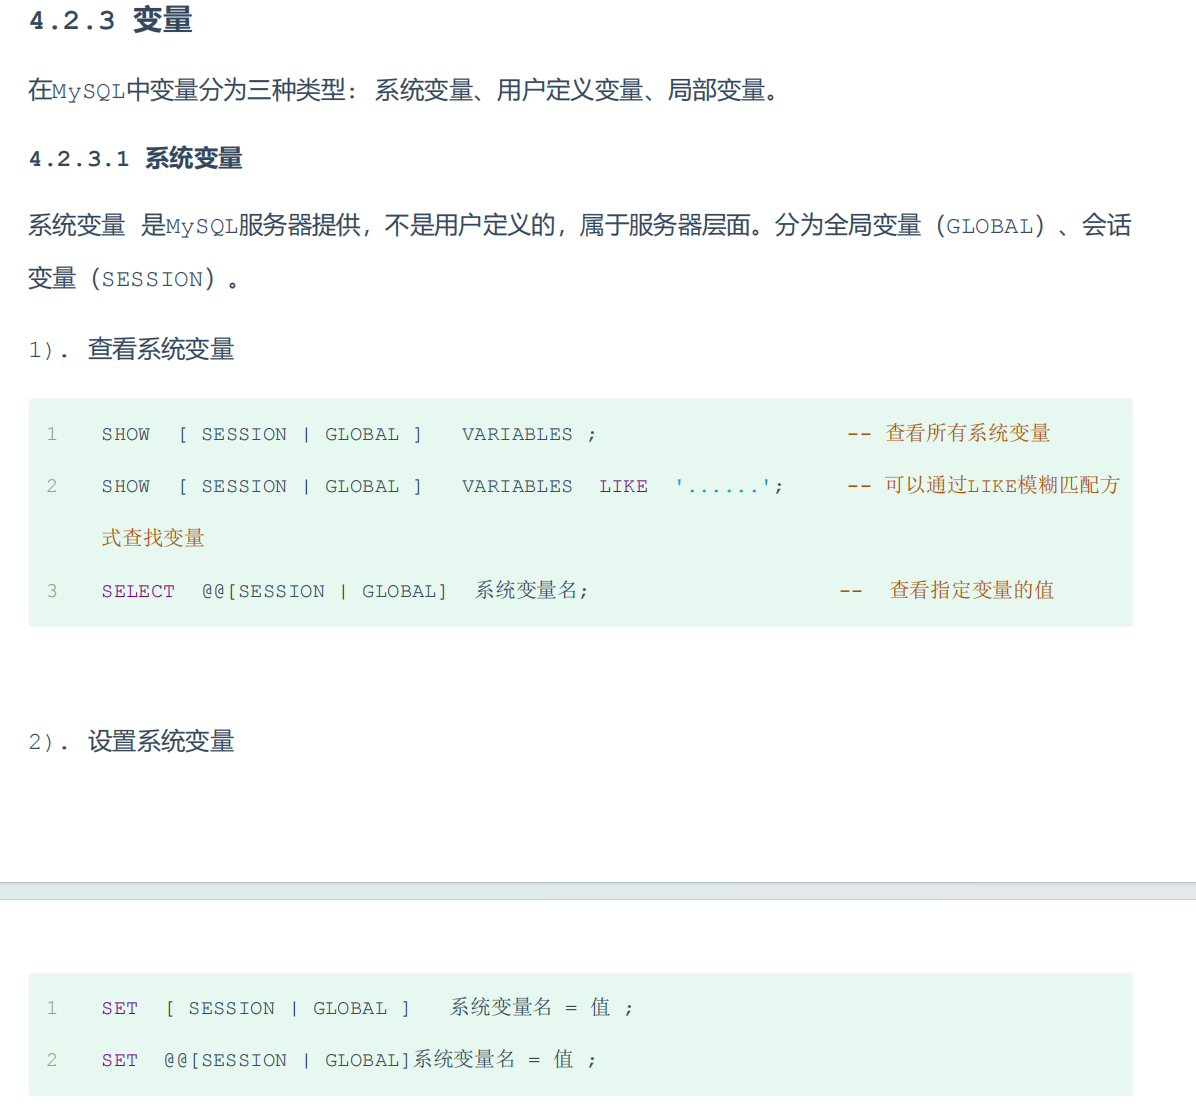 4.2.3 变量
在MySQL中变量分为三种类型: 系统变量、用户定义变量、局部变量。
4.2.3.1 系统变量
系统变量 是MySQL服务器提供，不是用户定义的，属于服务器层面。分为全局变量（GLOBAL）、会话
变量（SESSION）。
1). 查看系统变量
1 SHOW [ SESSION | GLOBAL ] VARIABLES ; -- 查看所有系统变量
2 SHOW [ SESSION | GLOBAL ] VARIABLES LIKE '......'; -- 可以通过LIKE模糊匹配方
式查找变量
3 SELECT @@[SESSION | GLOBAL] 系统变量名; -- 查看指定变量的值
2). 设置系统变量
1 SET [ SESSION | GLOBAL ] 系统变量名 = 值 ;
2 SET @@[SESSION | GLOBAL]系统变量名 = 值 ;